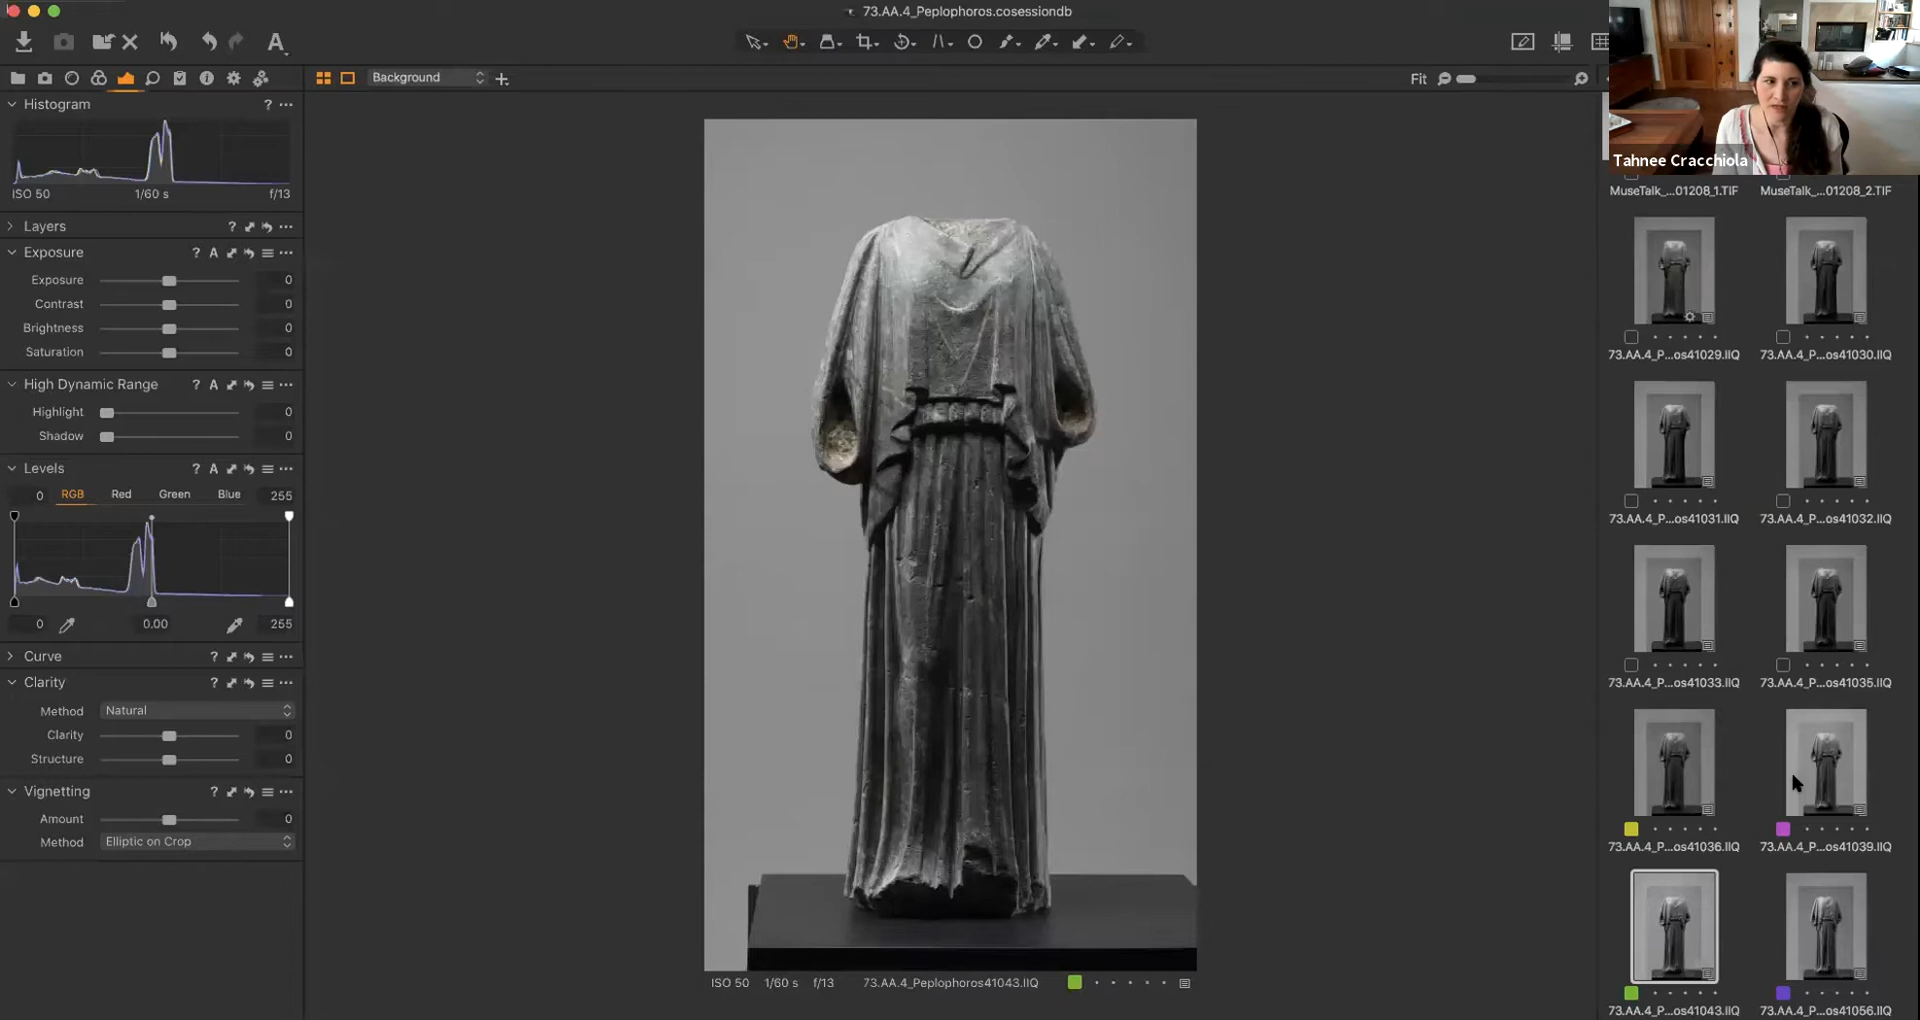 73.AA.4_Peplophoros.cosessiondb
A
Background
Fit
Histogram
? ...
ISO 50 1/60 s f/13
Layers
?
...
Exposure
? A
...
Exposure 0
Contrast 0
Brightness 0
Saturation 0
High Dynamic Range
? A
...
Highlight 0
Shadow 0
Levels
? A
...
0 RGB Red Green Blue 255
0 0.00 255
Curve
?
...
Clarity
?
...
Method Natural
Clarity 0
Structure 0
Vignetting
?
...
Amount 0
Method Elliptic on Crop
ISO 50 1/60 s f/13 73.AA.4_Peplophoros41043.IIQ
Tahnee Cracchiola
MuseTalk_...01208_1.TIF MuseTalk_...01208_2.TIF
73.AA.4_P...os41029.IIQ 73.AA.4_P...os41030.IIQ
73.AA.4_P...os41031.IIQ 73.AA.4_P...os41032.IIQ
73.AA.4_P...os41033.IIQ 73.AA.4_P...os41035.IIQ
73.AA.4_P...os41036.IIQ 73.AA.4_P...os41039.IIQ
73.AA.4_P...os41043.IIQ 73.AA.4_P...os41056.IIQ